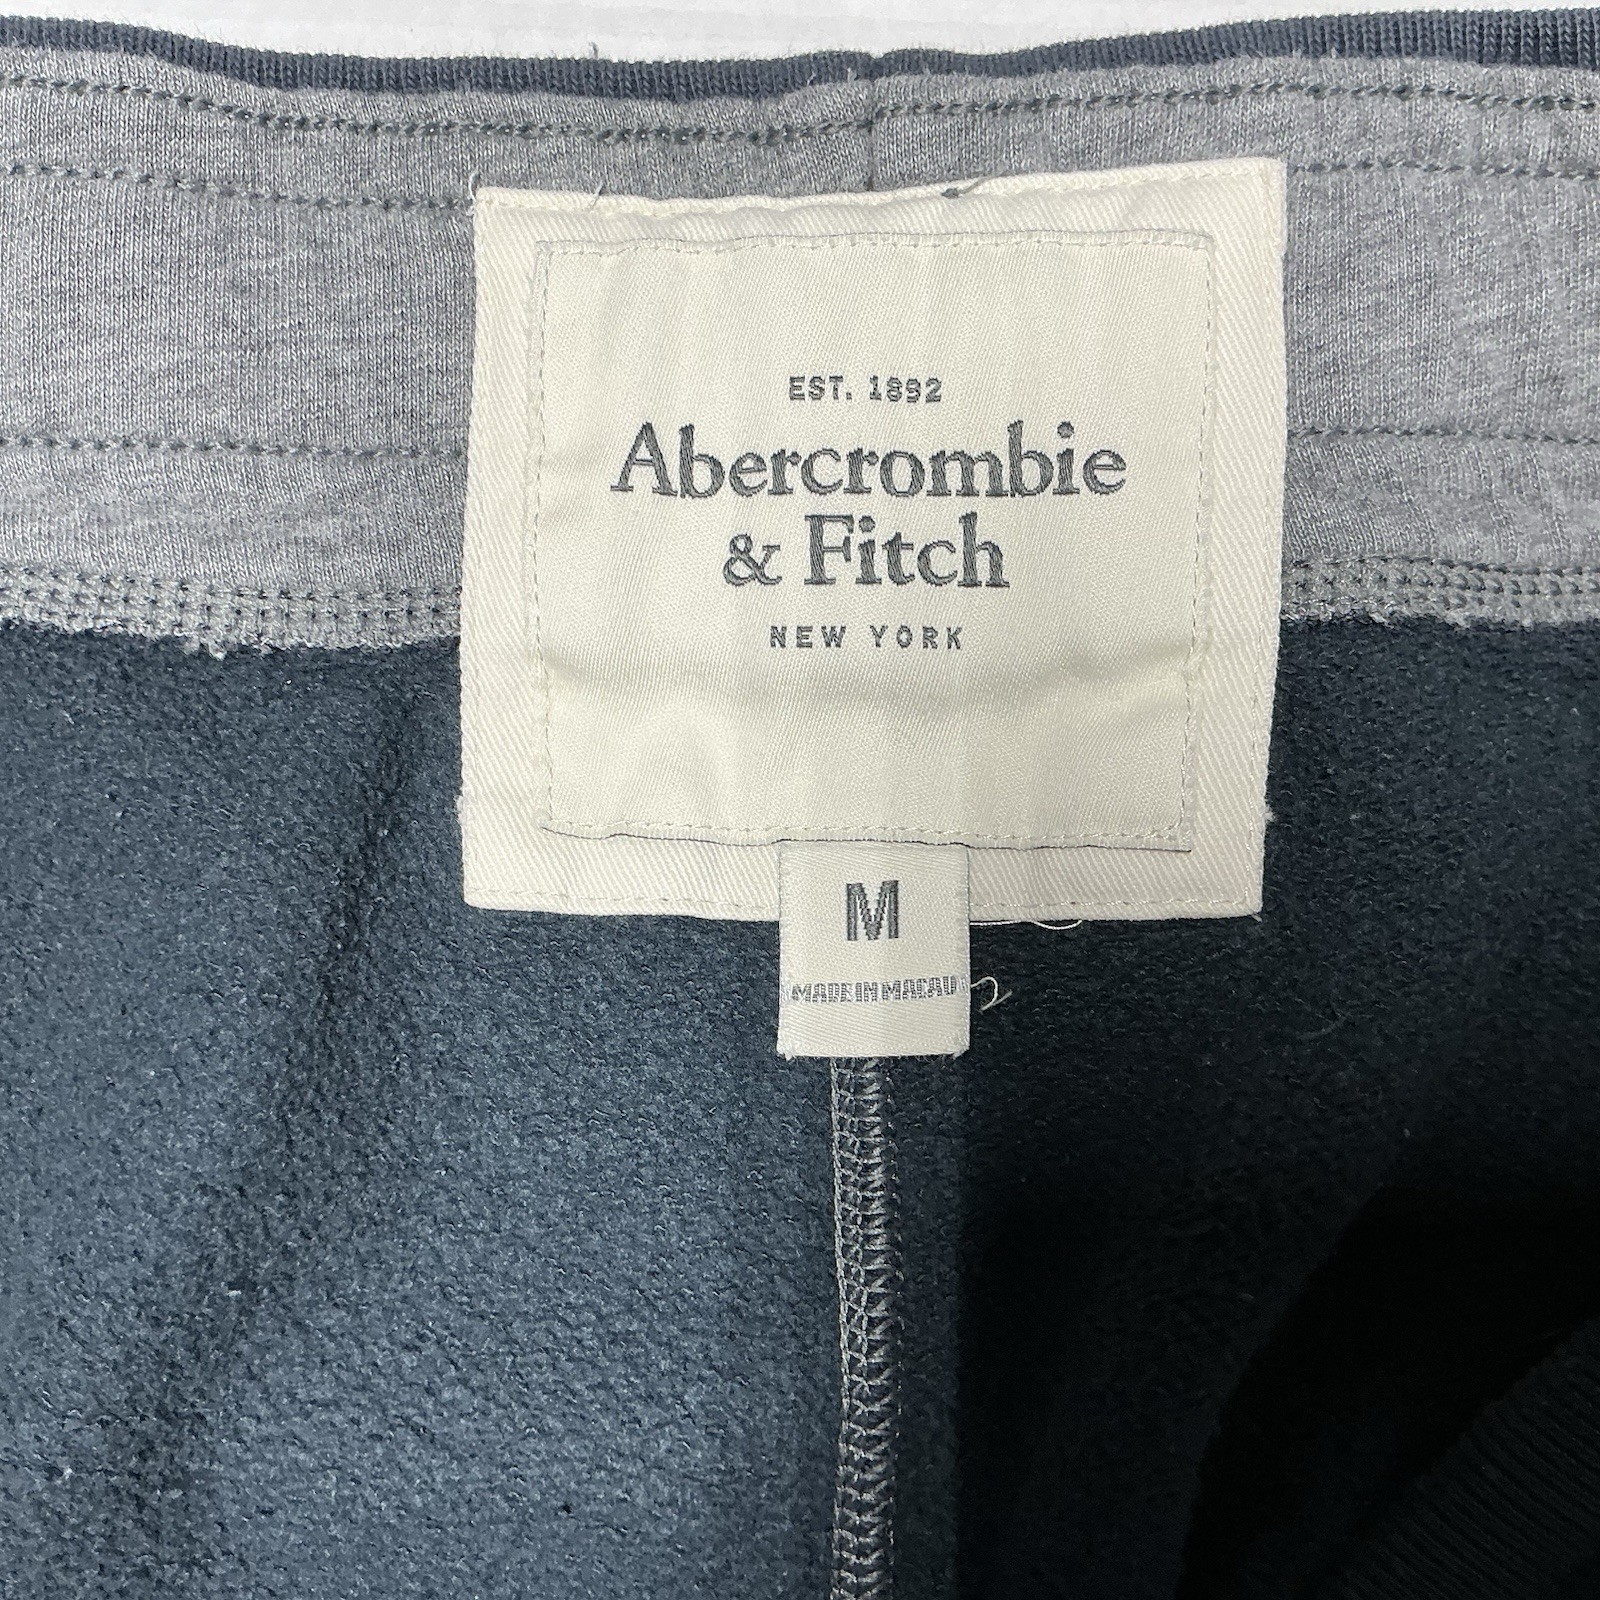 EST. 1892
Abercrombie
& Fitch
NEW YORK
M
MADE IN MACAU